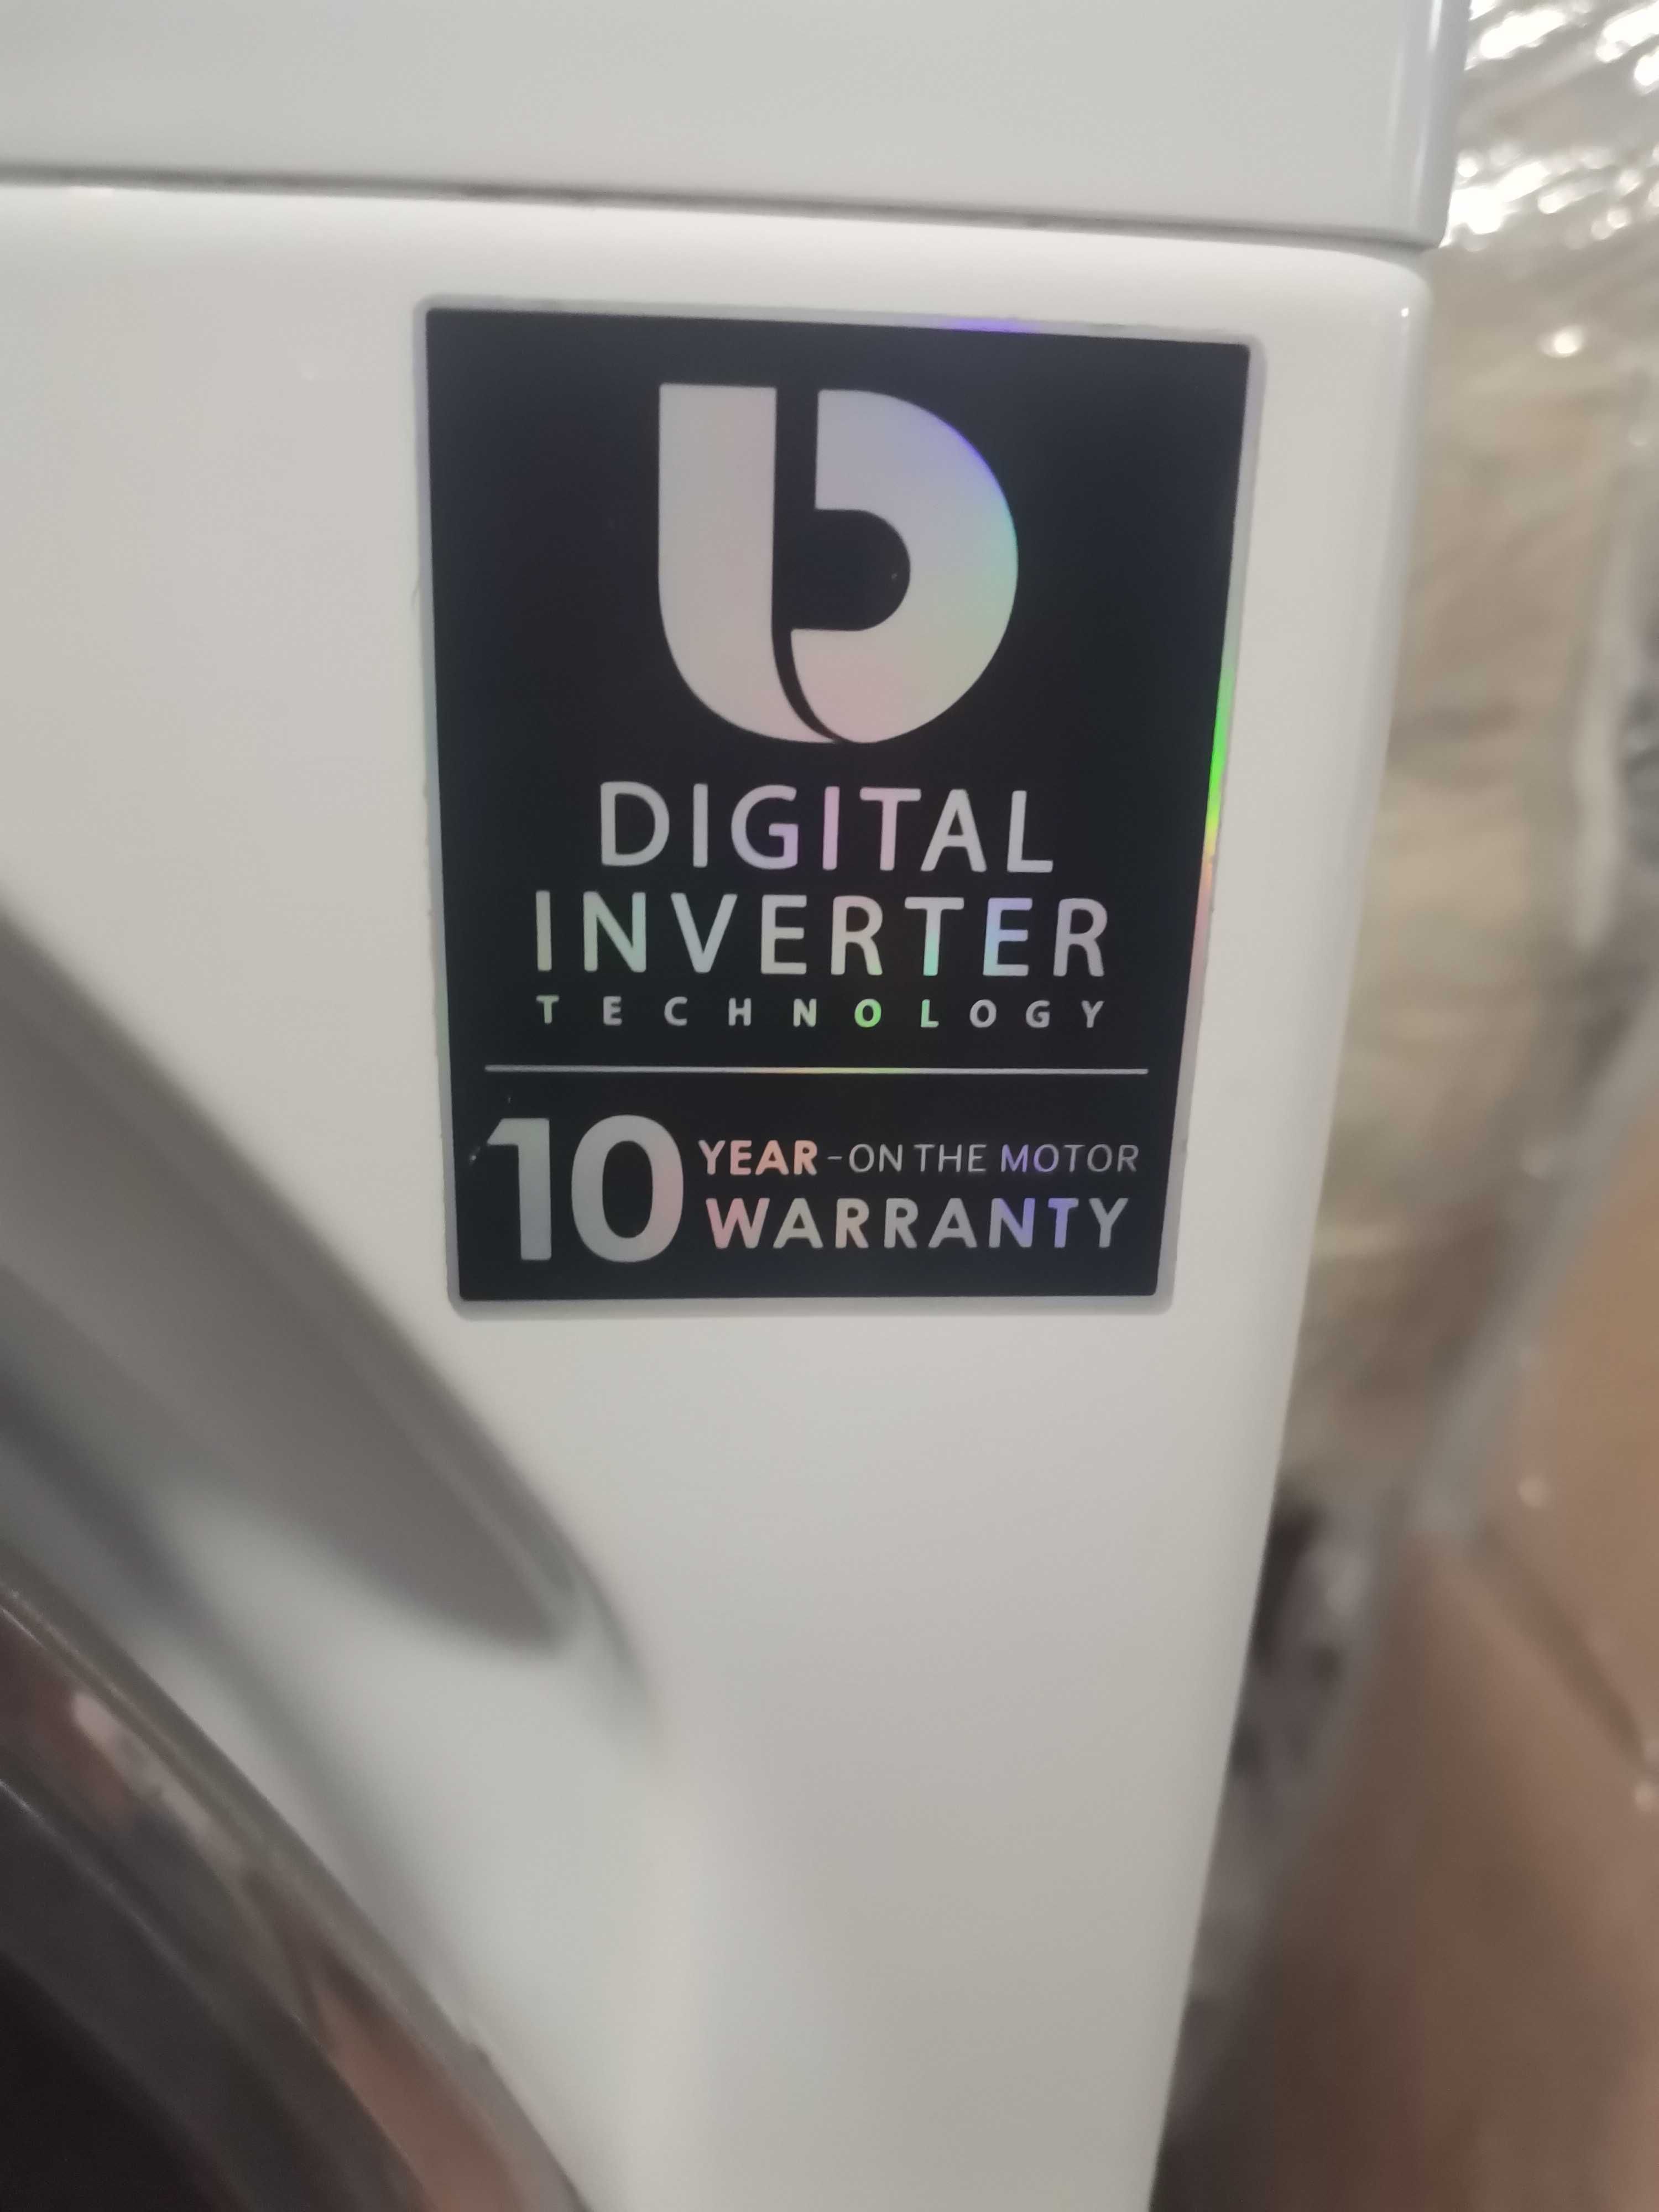 b
DIGITAL
INVERTER
TECHNOLOGY
10 YEAR-ON THE MOTOR
WARRANTY